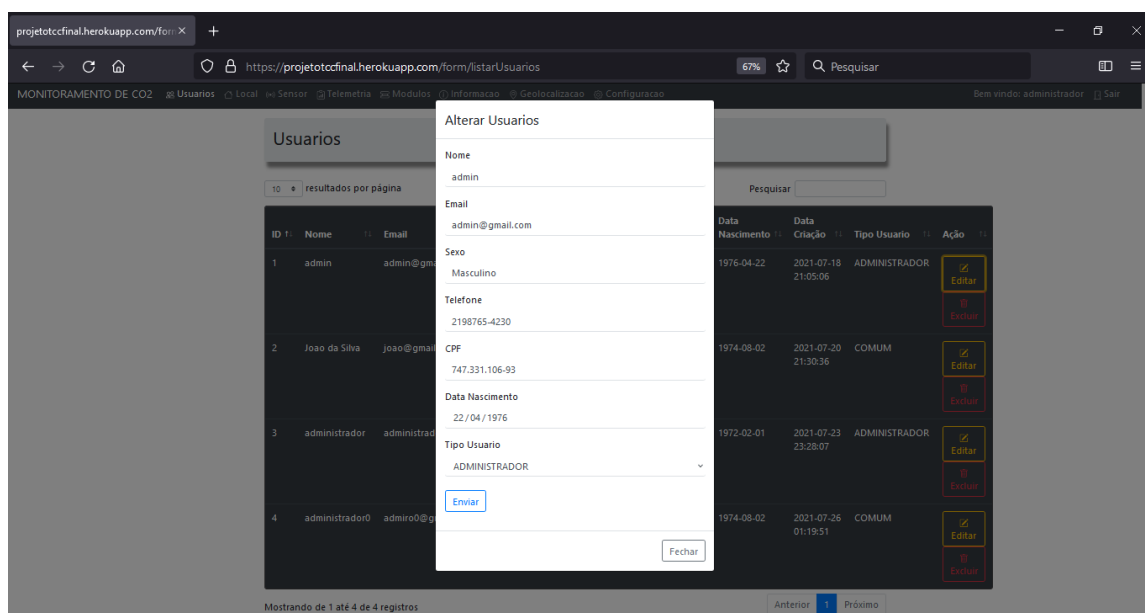 projetotccfinal.herokuapp.com/form
https://projetotccfinal.herokuapp.com/form/listarUsuarios
67%
Pesquisar
MONITORAMENTO DE CO2 Usuarios Local Sensor Telemetria Modulos Informacao Geolocalizacao Configuracao Bem vindo: administrador Sair
Usuarios
10 resultados por página
Pesquisar
ID Nome Email Data Nascimento Data Criação Tipo Usuario Ação
1 admin admin@gma 1976-04-22 2021-07-18 21:05:06 ADMINISTRADOR Editar Excluir
2 Joao da Silva joao@gmail 1974-08-02 2021-07-20 21:30:36 COMUM Editar Excluir
3 administrador administrad 1972-02-01 2021-07-23 23:28:07 ADMINISTRADOR Editar Excluir
4 administrador0 admiro0@g 1974-08-02 2021-07-26 01:19:51 COMUM Editar Excluir
Mostrando de 1 até 4 de 4 registros
Anterior 1 Próximo
Alterar Usuarios
Nome
admin
Email
admin@gmail.com
Sexo
Masculino
Telefone
2198765-4230
CPF
747.331.106-93
Data Nascimento
22/04/1976
Tipo Usuario
ADMINISTRADOR
Enviar
Fechar